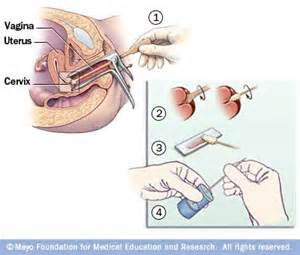 Vagina
Uterus
Cervix
1
2
3
4
© Mayo Foundation for Medical Education and Research. All rights reserved.